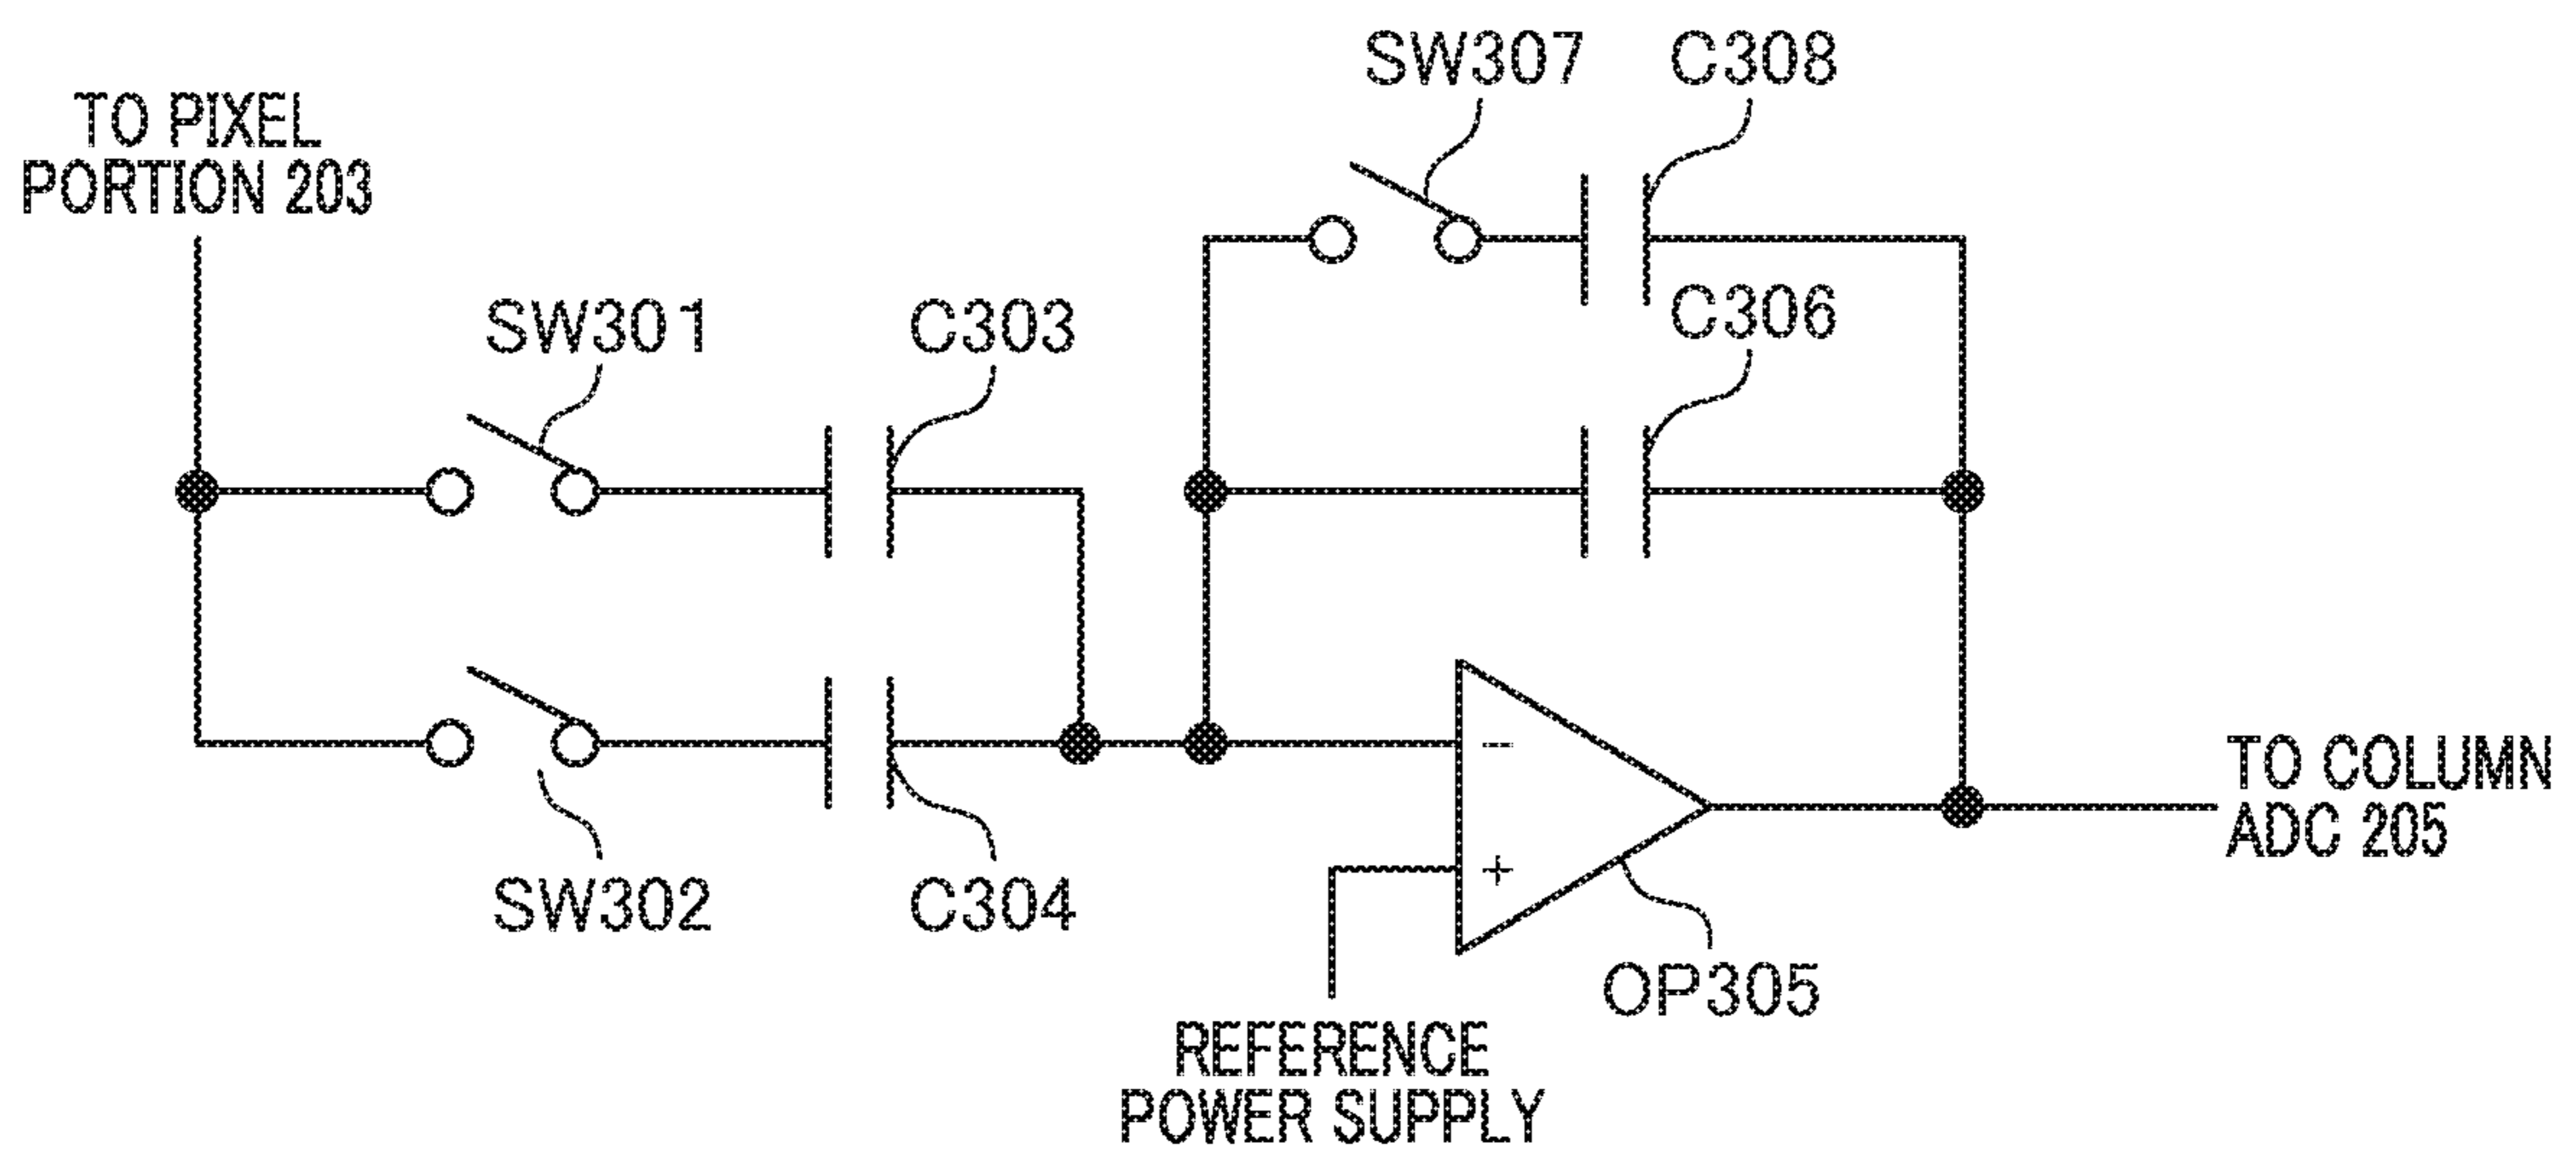 SW307
C308
TO PIXEL
PORTION 203
C306
SW301
C303
TO COLUMN
ADC 205
SW302
C304
-
+
OP305
REFERENCE
POWER SUPPLY